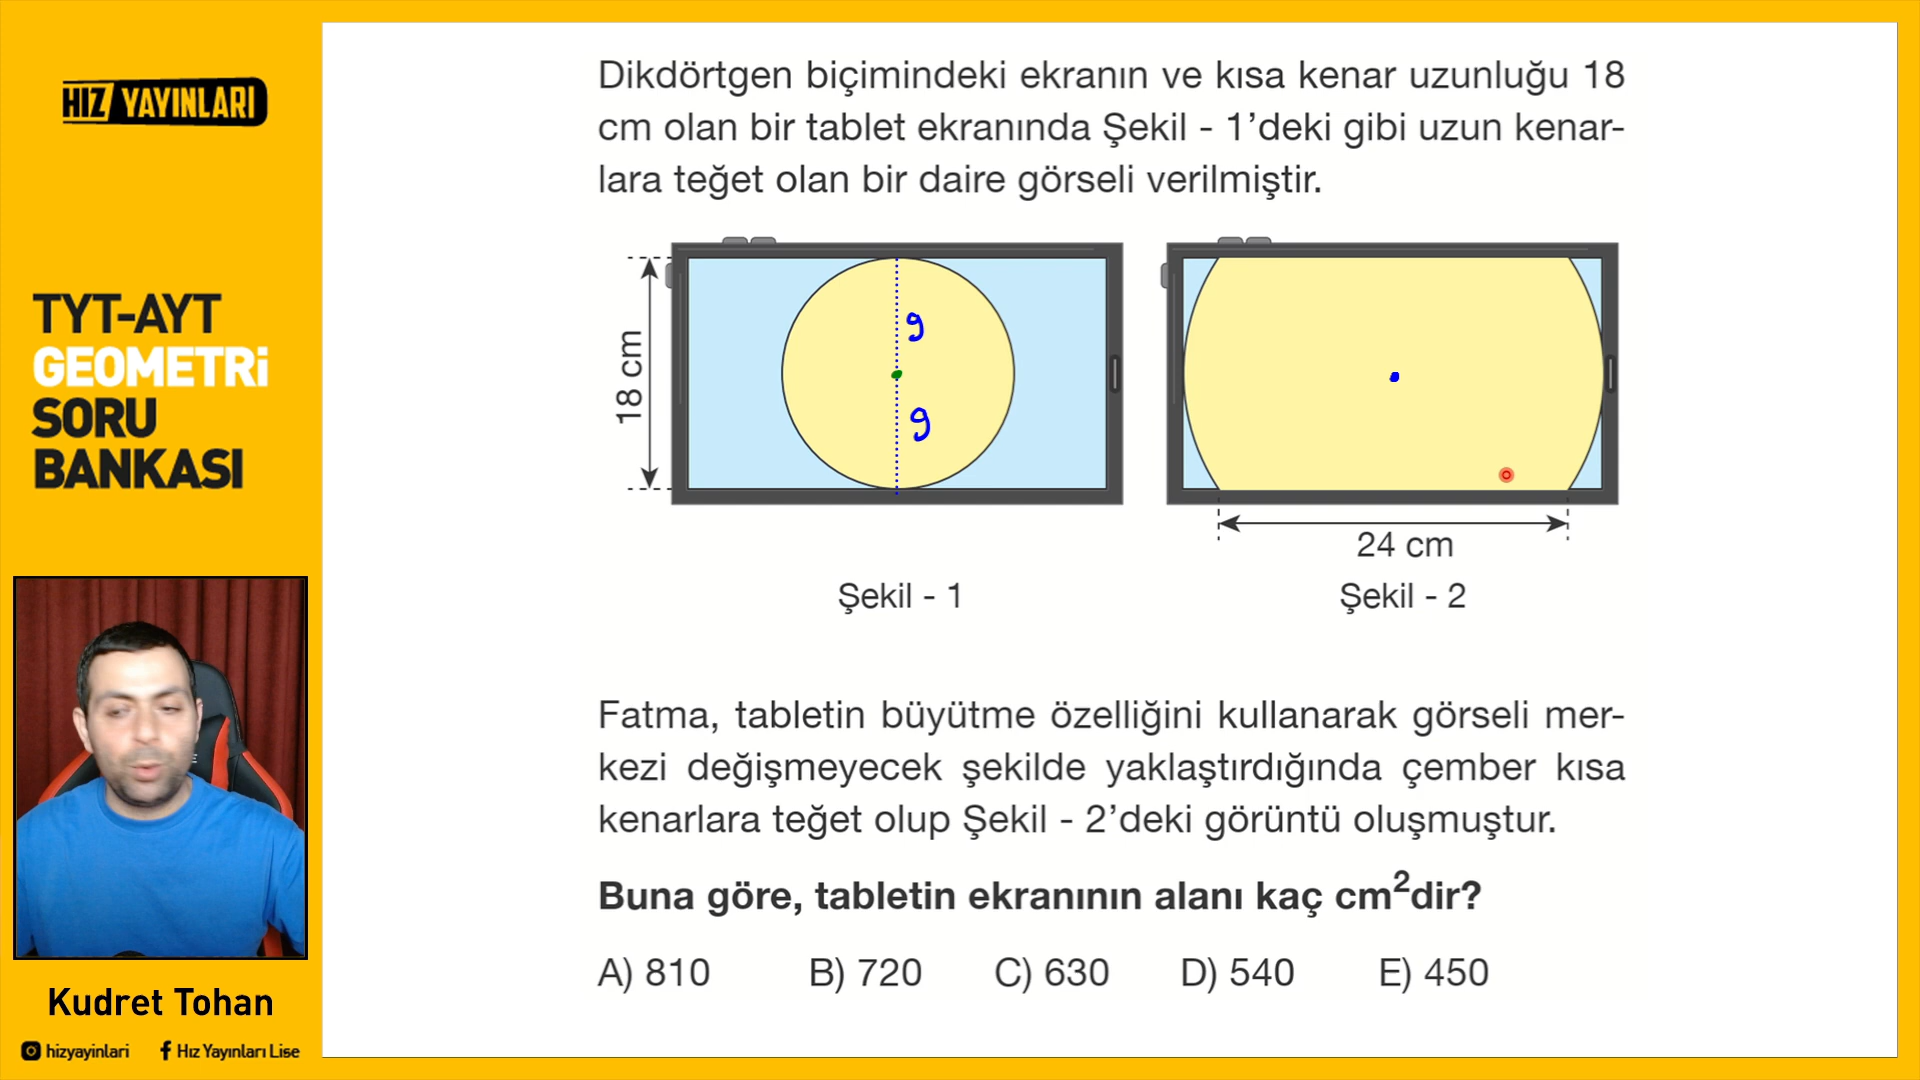 HIZ YAYINLARI
TYT-AYT
GEOMETRİ
SORU
BANKASI
Kudret Tohan
hizyayinlari
Hız Yayınları Lise
Dikdörtgen biçimindeki ekranın ve kısa kenar uzunluğu 18
cm olan bir tablet ekranında Şekil - 1’deki gibi uzun kenar-
lara teğet olan bir daire görseli verilmiştir.
18 cm
9
9
24 cm
Şekil - 1
Şekil - 2
Fatma, tabletin büyütme özelliğini kullanarak görseli mer-
kezi değişmeyecek şekilde yaklaştırdığında çember kısa
kenarlara teğet olup Şekil - 2’deki görüntü oluşmuştur.
Buna göre, tabletin ekranının alanı kaç cm²dir?
A) 810 B) 720 C) 630 D) 540 E) 450